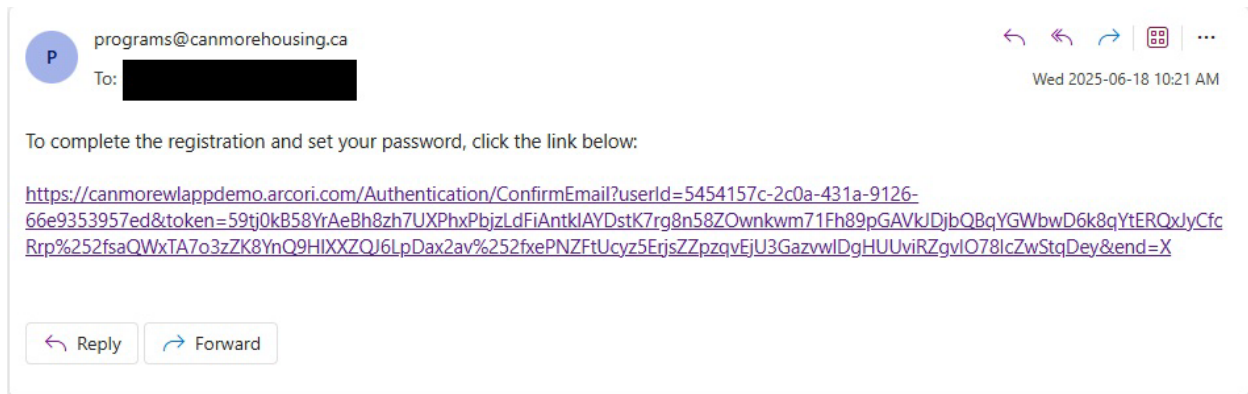 P
programs@canmorehousing.ca
To:
Wed 2025-06-18 10:21 AM
To complete the registration and set your password, click the link below:
https://canmorewlappdemo.arcori.com/Authentication/ConfirmEmail?userId=5454157c-2c0a-431a-9126-
66e9353957ed&token=59tj0kB58YrAeBh8zh7UXPhxPbjzLdFiAntkIAYDstK7rg8n58ZOwnkwm71Fh89pGAVkJDjbQBqYGWbwD6k8qYtERQxJyCfc
Rrp%252fsaQWxTA7o3zZK8YnQ9HIXXZQJ6LpDax2av%252fxePNZFtUcyz5ErjsZZpzqvEjU3GazvwIDgHUUviRZgvIO78IcZwStqDey&end=X
Reply
Forward